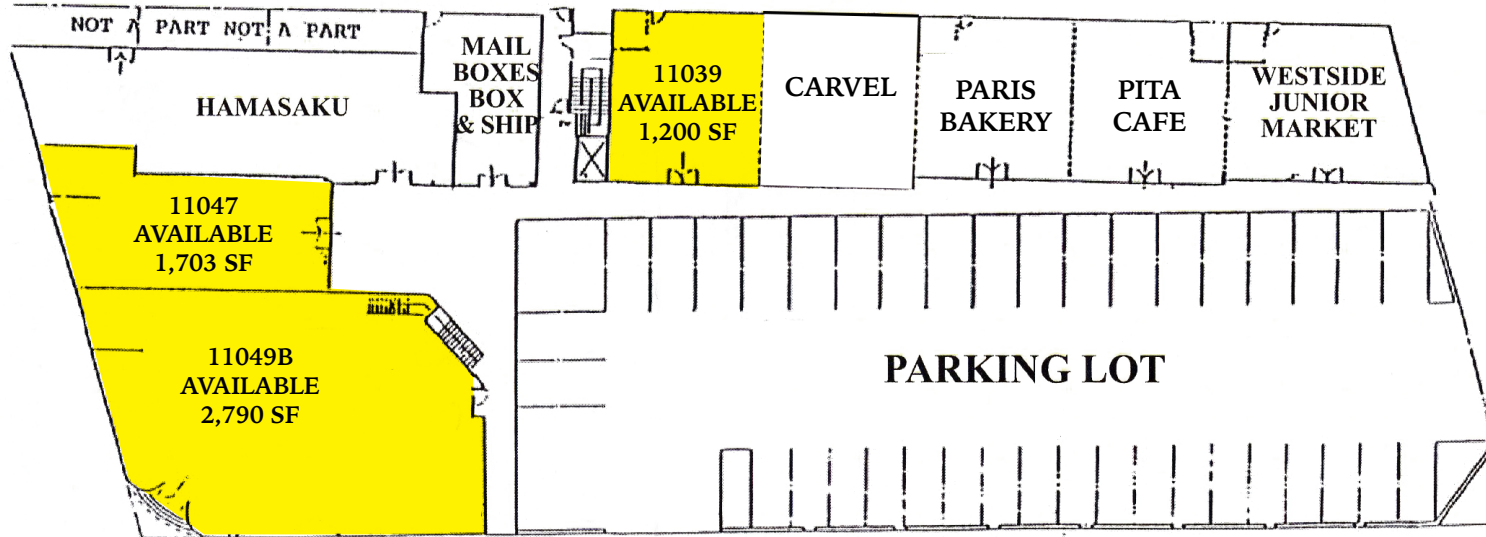 NOT A PART NOT A PART
HAMASAKU
MAIL
BOXES
BOX
& SHIP
11039
AVAILABLE
1,200 SF
CARVEL
PARIS
BAKERY
PITA
CAFE
WESTSIDE
JUNIOR
MARKET
11047
AVAILABLE
1,703 SF
11049B
AVAILABLE
2,790 SF
PARKING LOT